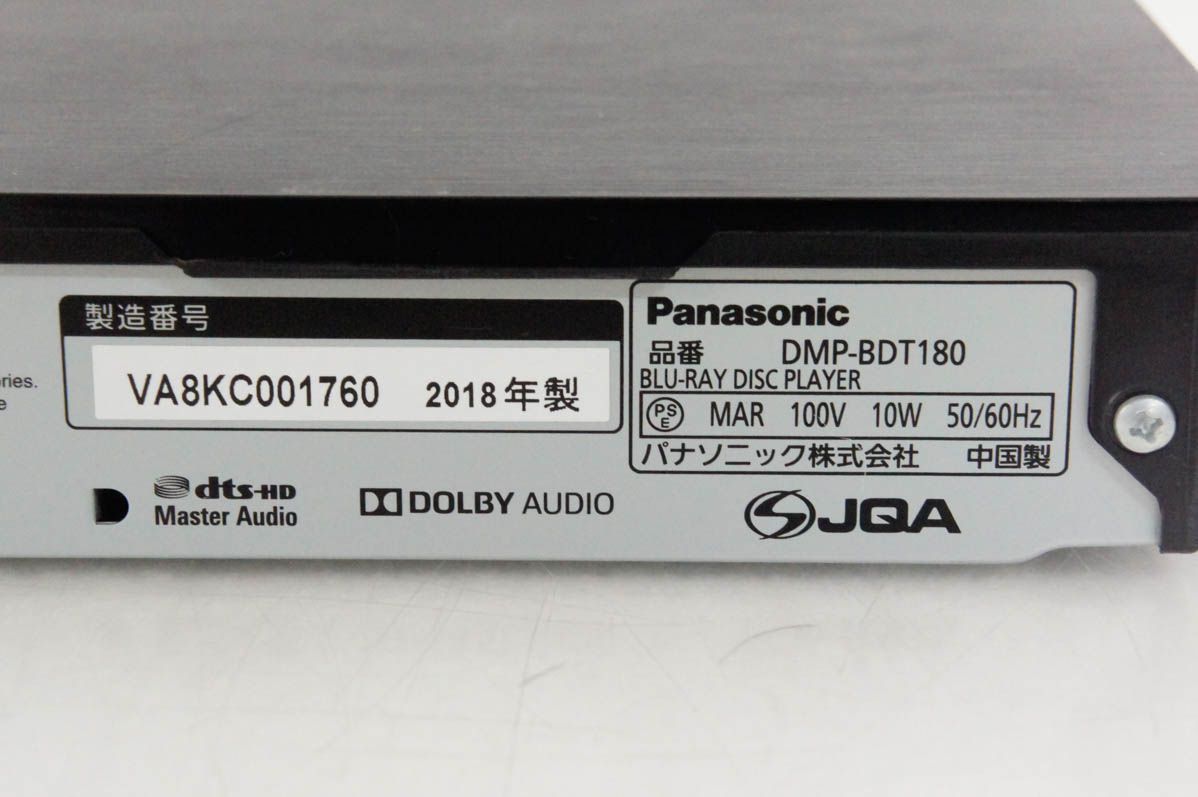 製造番号
VA8KC001760 2018年製
Panasonic
品番 DMP-BDT180
BLU-RAY DISC PLAYER
PSE MAR 100V 10W 50/60Hz
パナソニック株式会社 中国製
dts-HD
Master Audio
DOLBY AUDIO
JQA